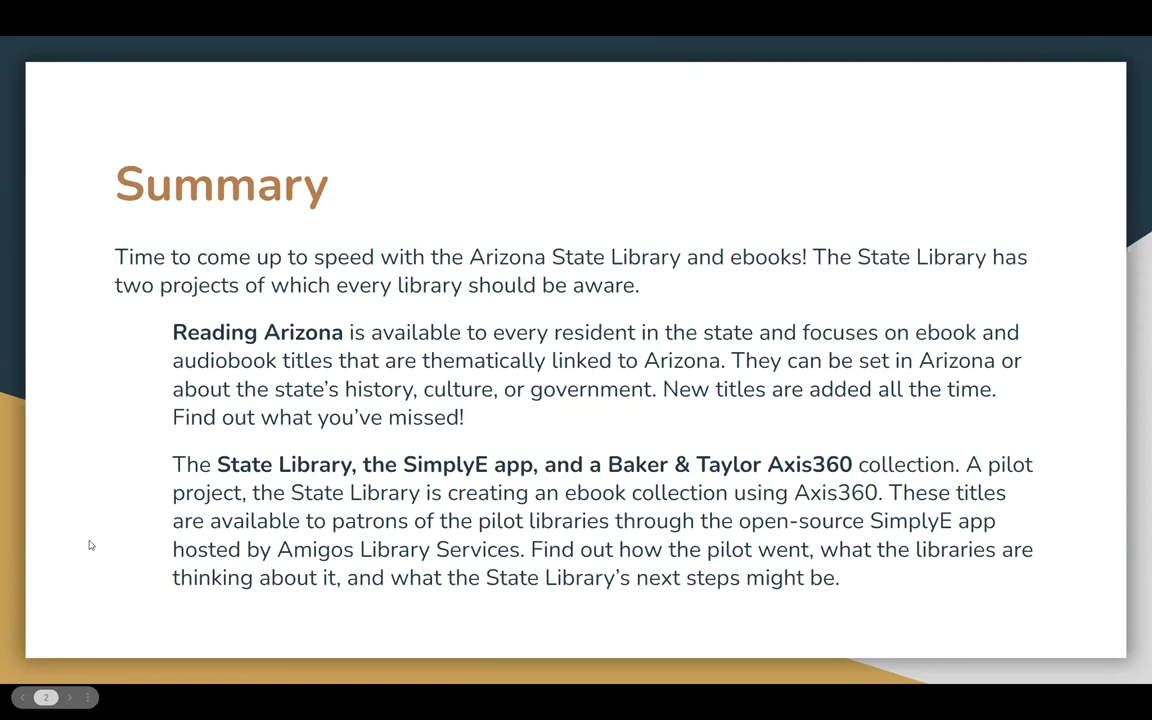 Summary
Time to come up to speed with the Arizona State Library and ebooks! The State Library has
two projects of which every library should be aware.
Reading Arizona is available to every resident in the state and focuses on ebook and
audiobook titles that are thematically linked to Arizona. They can be set in Arizona or
about the state’s history, culture, or government. New titles are added all the time.
Find out what you’ve missed!
The State Library, the SimplyE app, and a Baker & Taylor Axis360 collection. A pilot
project, the State Library is creating an ebook collection using Axis360. These titles
are available to patrons of the pilot libraries through the open-source SimplyE app
hosted by Amigos Library Services. Find out how the pilot went, what the libraries are
thinking about it, and what the State Library’s next steps might be.
2